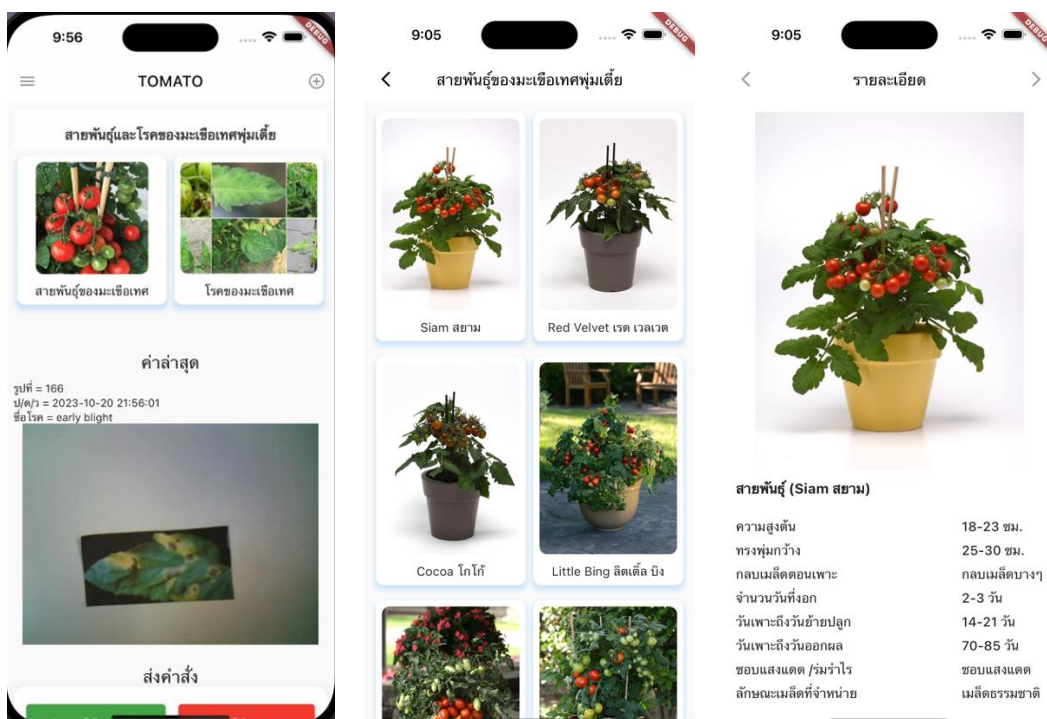 9:56
DEBUG
TOMATO
สายพันธุ์และโรคของมะเขือเทศพุ่มเตี้ย
สายพันธุ์ของมะเขือเทศ
โรคของมะเขือเทศ
ค่าล่าสุด
รูปที่ = 166
ป/ด/ว = 2023-10-20 21:56:01
ชื่อโรค = early blight
ส่งคำสั่ง
9:05
DEBUG
สายพันธุ์ของมะเขือเทศพุ่มเตี้ย
Siam สยาม
Red Velvet เรด เวลเวต
Cocoa โกโก้
Little Bing ลิตเติ้ล บิง
9:05
DEBUG
รายละเอียด
สายพันธุ์ (Siam สยาม)
ความสูงต้น 18-23 ซม.
ทรงพุ่มกว้าง 25-30 ซม.
กลบเมล็ดตอนเพาะ กลบเมล็ดบางๆ
จำนวนวันที่งอก 2-3 วัน
วันเพาะถึงวันย้ายปลูก 14-21 วัน
วันเพาะถึงวันออกผล 70-85 วัน
ชอบแสงแดด /ร่มรำไร ชอบแสงแดด
ลักษณะเมล็ดที่จำหน่าย เมล็ดธรรมชาติ